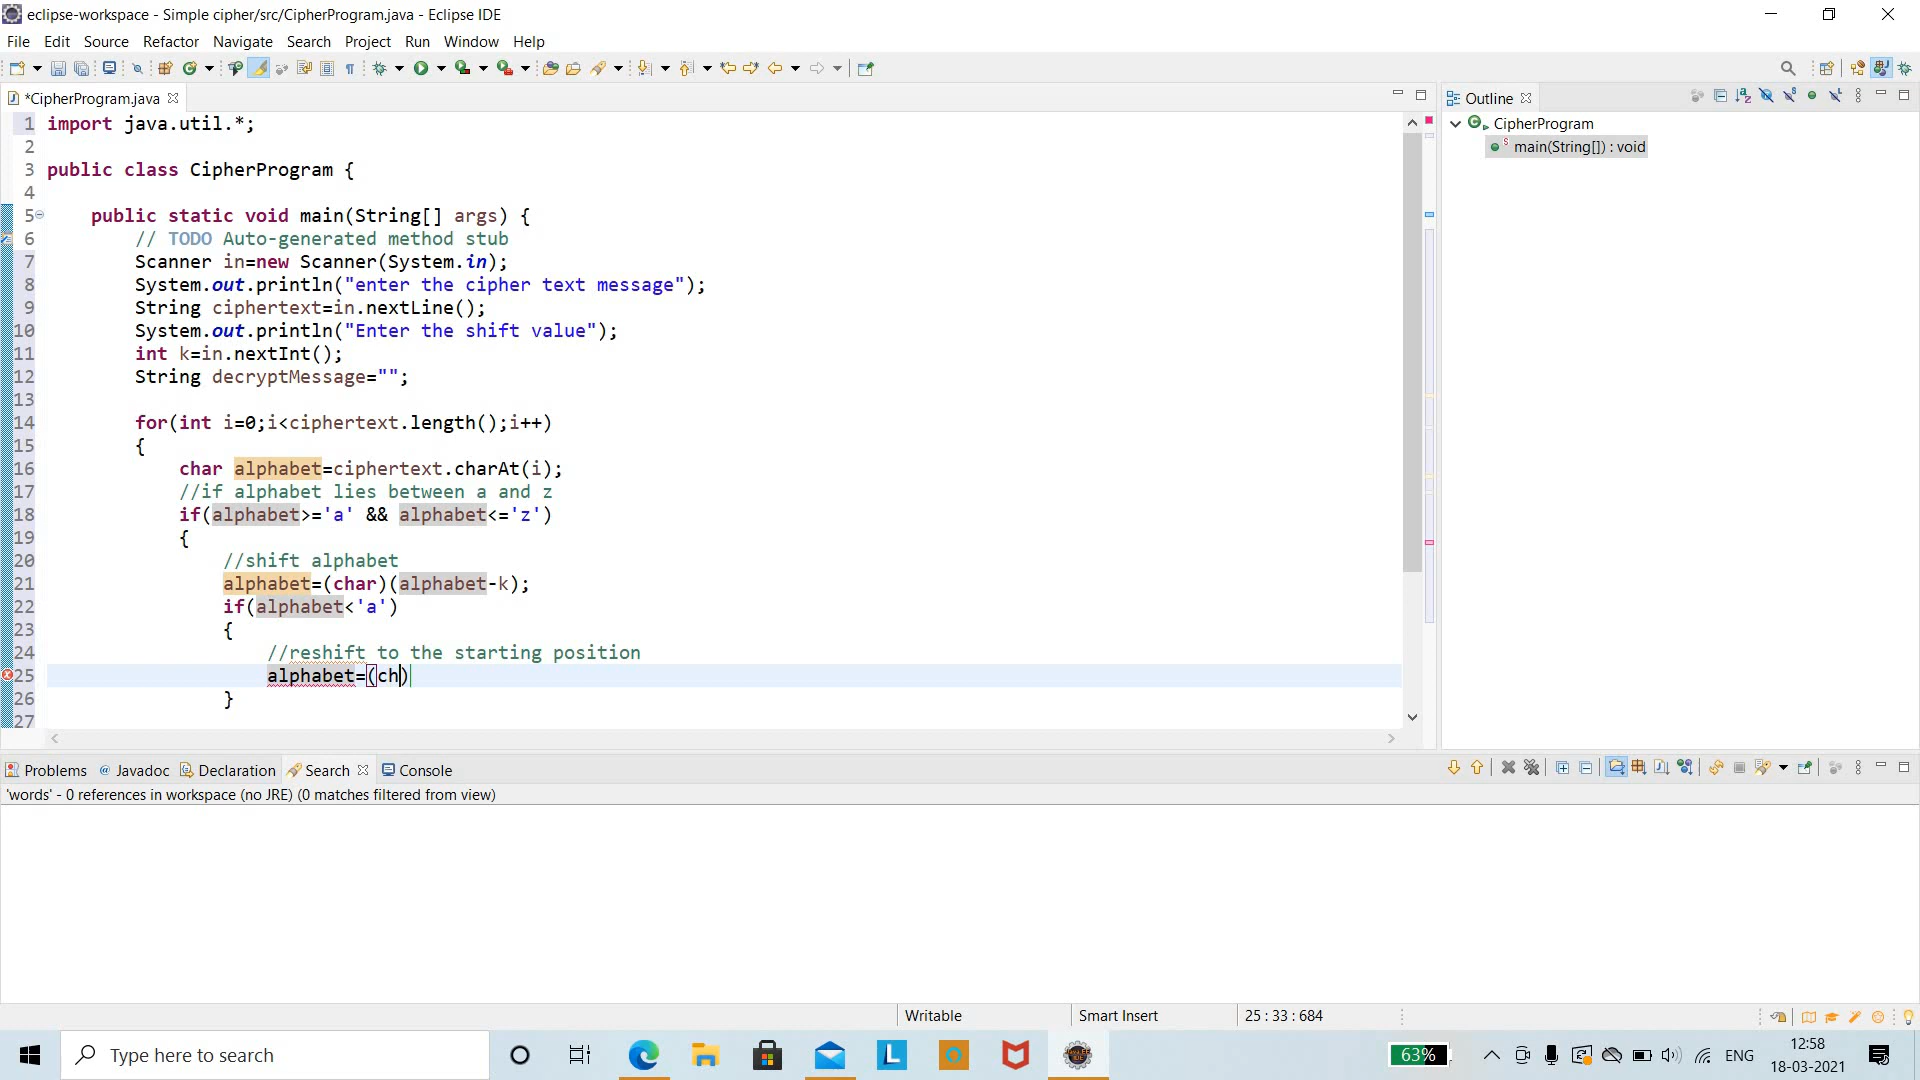 eclipse-workspace - Simple cipher/src/CipherProgram.java - Eclipse IDE
File Edit Source Refactor Navigate Search Project Run Window Help
*CipherProgram.java
1 import java.util.*;
2
3 public class CipherProgram {
4
5 public static void main(String[] args) {
6 // TODO Auto-generated method stub
7 Scanner in=new Scanner(System.in);
8 System.out.println("enter the cipher text message");
9 String ciphertext=in.nextLine();
10 System.out.println("Enter the shift value");
11 int k=in.nextInt();
12 String decryptMessage="";
13
14 for(int i=0;i<ciphertext.length();i++)
15 {
16 char alphabet=ciphertext.charAt(i);
17 //if alphabet lies between a and z
18 if(alphabet>='a' && alphabet<='z')
19 {
20 //shift alphabet
21 alphabet=(char)(alphabet-k);
22 if(alphabet<'a')
23 {
24 //reshift to the starting position
25 alphabet=(ch)
26 }
27
Outline
CipherProgram
main(String[]) : void
Problems Javadoc Declaration Search Console
'words' - 0 references in workspace (no JRE) (0 matches filtered from view)
Writable Smart Insert 25 : 33 : 684
Type here to search
63%
ENG
12:58
18-03-2021